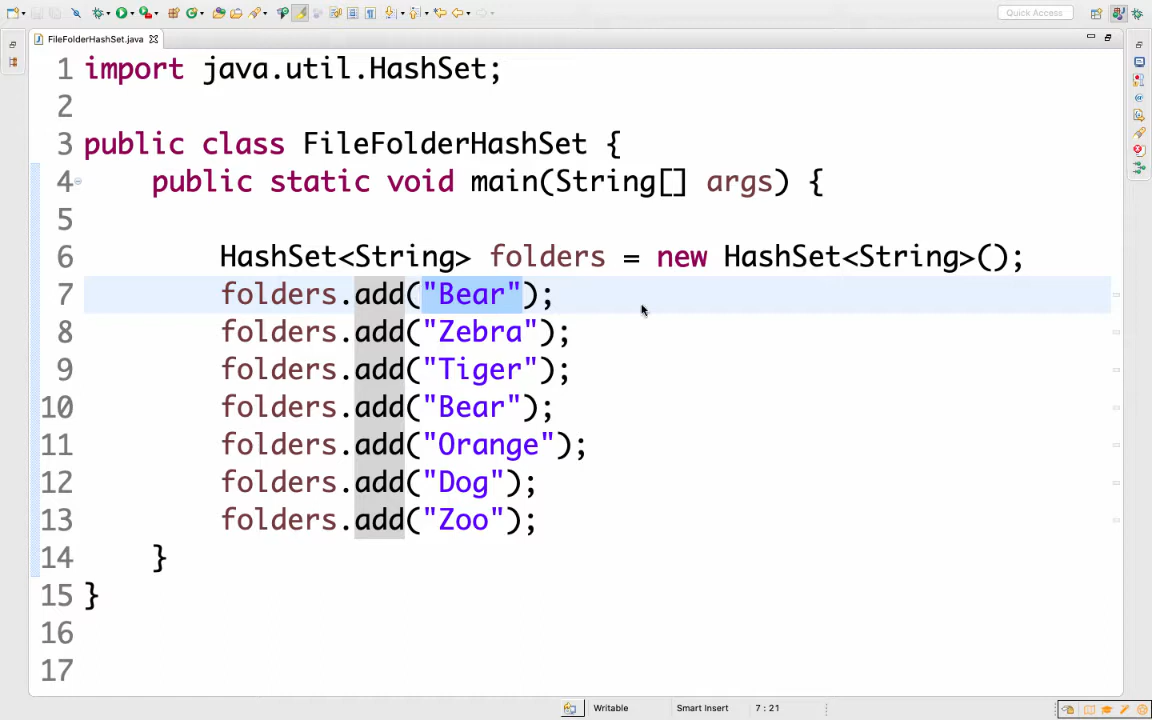 Quick Access
FileFolderHashSet.java
1 import java.util.HashSet;
2
3 public class FileFolderHashSet {
4 public static void main(String[] args) {
5
6 HashSet<String> folders = new HashSet<String>();
7 folders.add("Bear");
8 folders.add("Zebra");
9 folders.add("Tiger");
10 folders.add("Bear");
11 folders.add("Orange");
12 folders.add("Dog");
13 folders.add("Zoo");
14 }
15 }
16
17
Writable Smart Insert 7 : 21